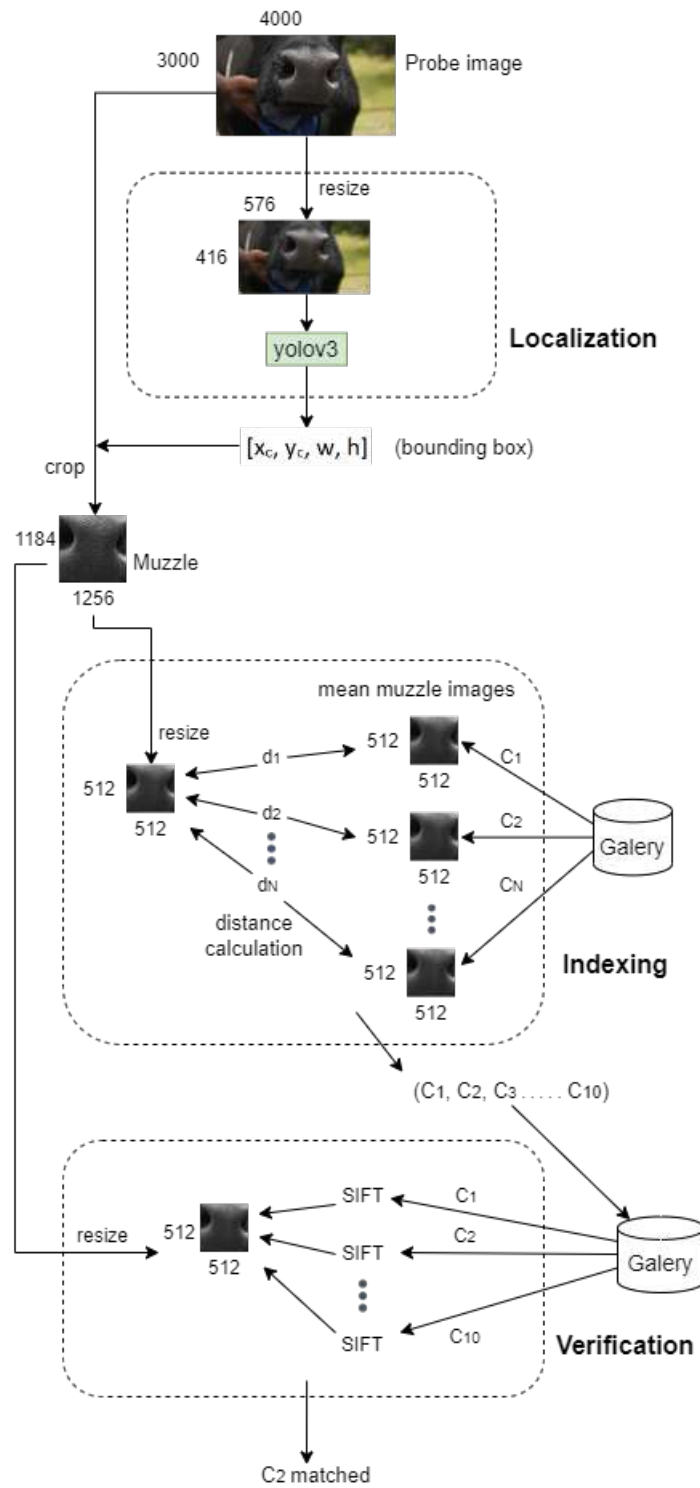 4000
3000
Probe image
resize
576
416
yolov3
Localization
[xc, yc, w, h]
(bounding box)
crop
1184
Muzzle
1256
mean muzzle images
resize
512
512
d1
512
512
C1
d2
512
512
C2
Galery
dN
distance
calculation
512
512
CN
Indexing
(C1, C2, C3 ..... C10)
resize
512
512
SIFT
C1
SIFT
C2
SIFT
C10
Galery
Verification
C2 matched